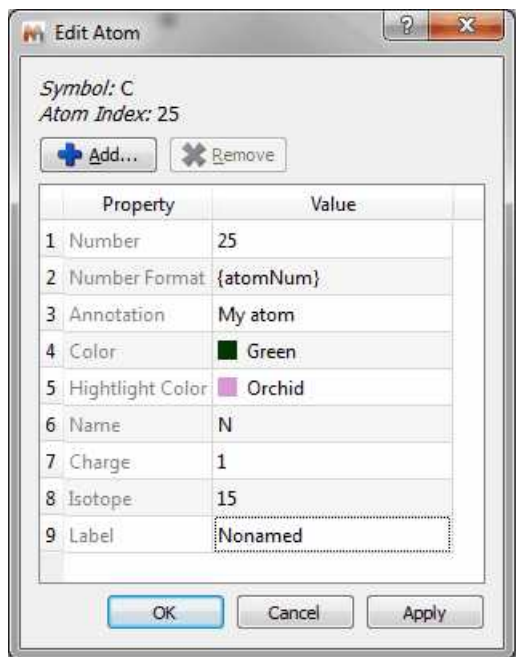 Edit Atom
Symbol: C
Atom Index: 25
Add... Remove
Property Value
1 Number 25
2 Number Format {atomNum}
3 Annotation My atom
4 Color Green
5 Hightlight Color Orchid
6 Name N
7 Charge 1
8 Isotope 15
9 Label Nonamed
OK Cancel Apply